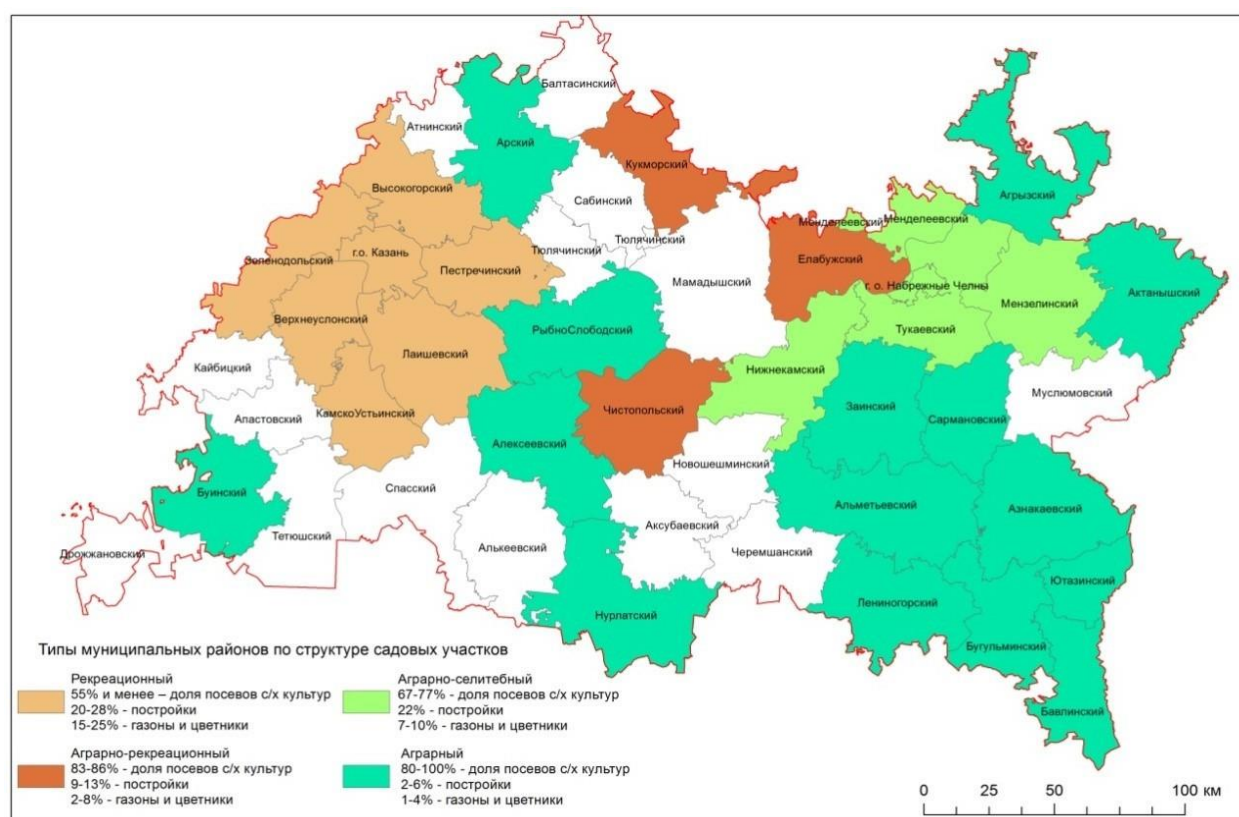 Балтасинский
Атнинский
Арский
Кукморский
Высокогорский
Сабинский
Агрызский
Менделеевский
Менделеевский
Тюлячинский
Тюлячинский
г.о. Казань
Зеленодольский
Пестречинский
Елабужский
Мамадышский
г. о. Набрежные Челны
Актанышский
Мензелинский
Верхнеуслонский
РыбноСлободский
Тукаевский
Лаишевский
Кайбицкий
Нижнекамский
Муслюмовский
Апастовский
КамскоУстьинский
Чистопольский
Заинский
Сармановский
Алексеевский
Новошешминский
Буинский
Спасский
Альметьевский
Азнакаевский
Аксубаевский
Тетюшский
Алькеевский
Черемшанский
Дрожжановский
Ютазинский
Лениногорский
Нурлатский
Бугульминский
Бавлинский
Типы муниципальных районов по структуре садовых участков
Рекреационный
55% и менее – доля посевов с/х культур
20-28% - постройки
15-25% - газоны и цветники
Аграрно-селитебный
67-77% - доля посевов с/х культур
22% - постройки
7-10% - газоны и цветники
Аграрно-рекреационный
83-86% - доля посевов с/х культур
9-13% - постройки
2-8% - газоны и цветники
Аграрный
80-100% - доля посевов с/х культур
2-6% - постройки
1-4% - газоны и цветники
0 25 50 100 км